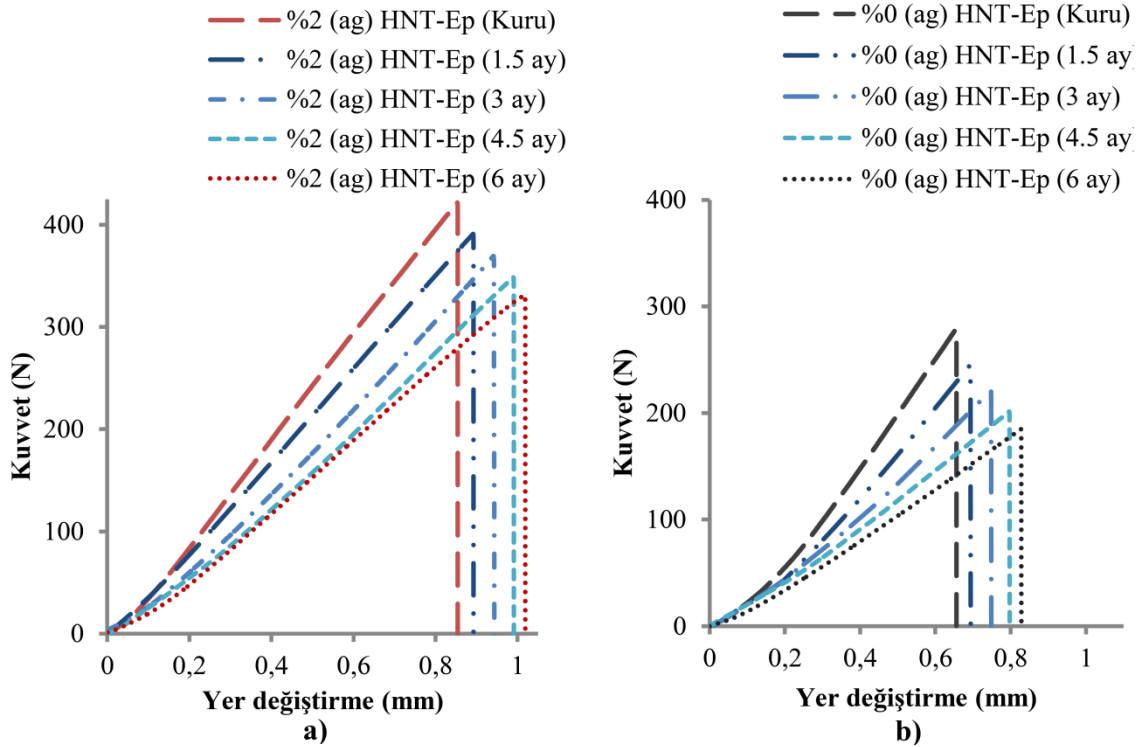 %2 (ag) HNT-Ep (Kuru)
%2 (ag) HNT-Ep (1.5 ay)
%2 (ag) HNT-Ep (3 ay)
%2 (ag) HNT-Ep (4.5 ay)
%2 (ag) HNT-Ep (6 ay)
400
300
200
100
0
Kuvvet (N)
0 0,2 0,4 0,6 0,8 1
Yer değiştirme (mm)
a)
%0 (ag) HNT-Ep (Kuru)
%0 (ag) HNT-Ep (1.5 ay)
%0 (ag) HNT-Ep (3 ay)
%0 (ag) HNT-Ep (4.5 ay)
%0 (ag) HNT-Ep (6 ay)
400
300
200
100
0
Kuvvet (N)
0 0,2 0,4 0,6 0,8 1
Yer değiştirme (mm)
b)